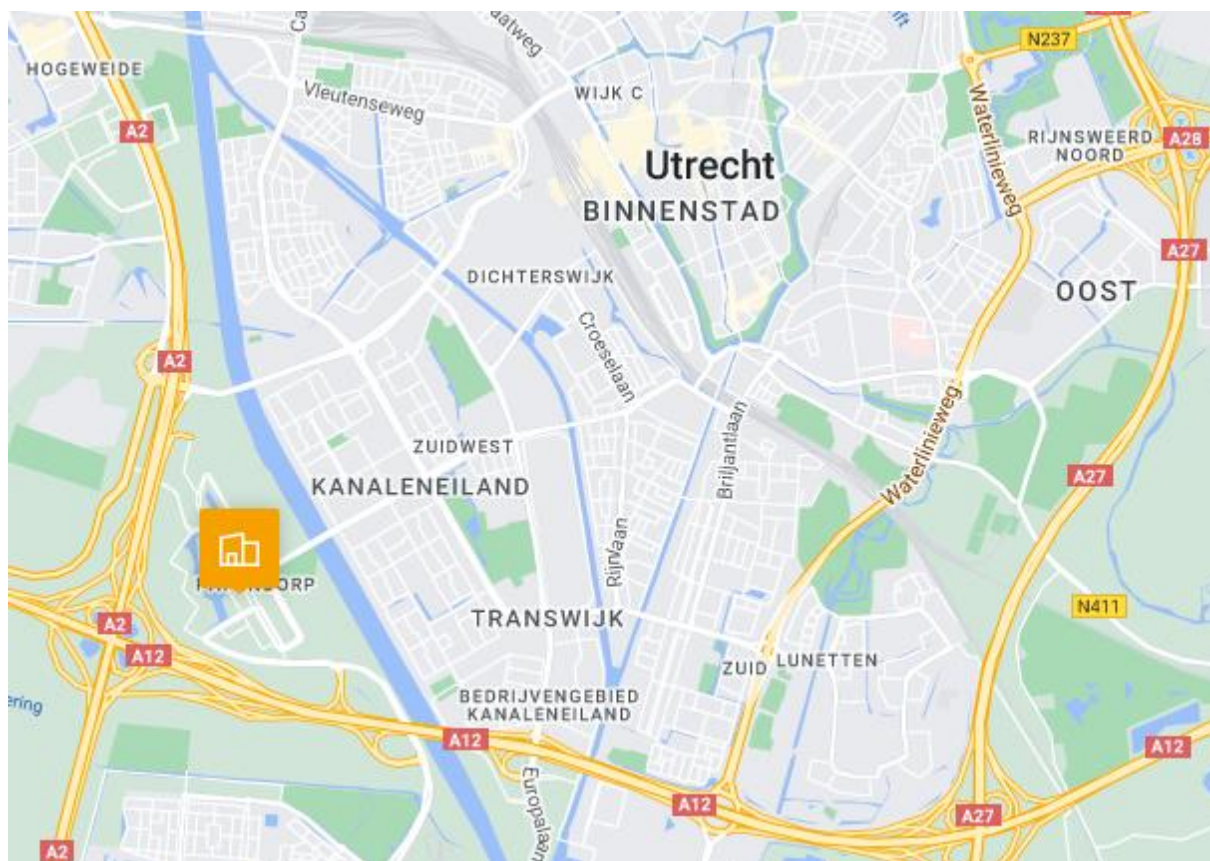 N237
HOGEWEIDE
Vleutenseweg
WIJK C
A2
Utrecht
BINNENSTAD
Waterlinieweg
RIJNSWEERD
NOORD
A28
A27
DICHTERSWIJK
OOST
Croeselaan
A2
ZUIDWEST
Briljantlaan
Waterlinieweg
A27
KANALENEILAND
Rijnlaan
N411
A2
A12
TRANSWIJK
ZUID
LUNETTEN
BEDRIJVENGEBIED
KANALENEILAND
A12
A12
Europalaan
A12
A27
A2